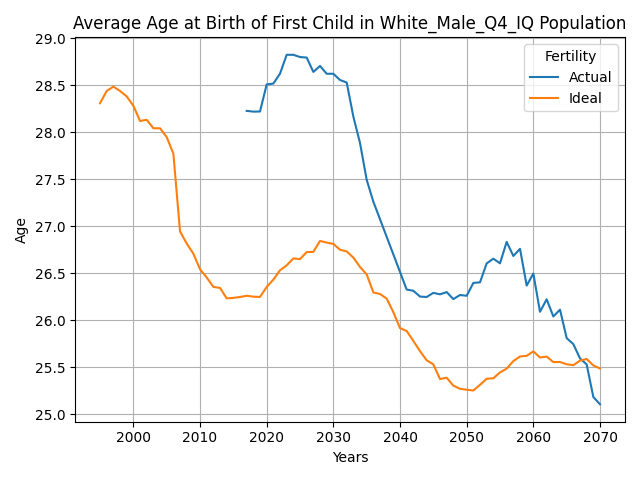 Average Age at Birth of First Child in White_Male_Q4_IQ Population
Fertility
Actual
Ideal
Age
29.0
28.5
28.0
27.5
27.0
26.5
26.0
25.5
25.0
2000 2010 2020 2030 2040 2050 2060 2070
Years